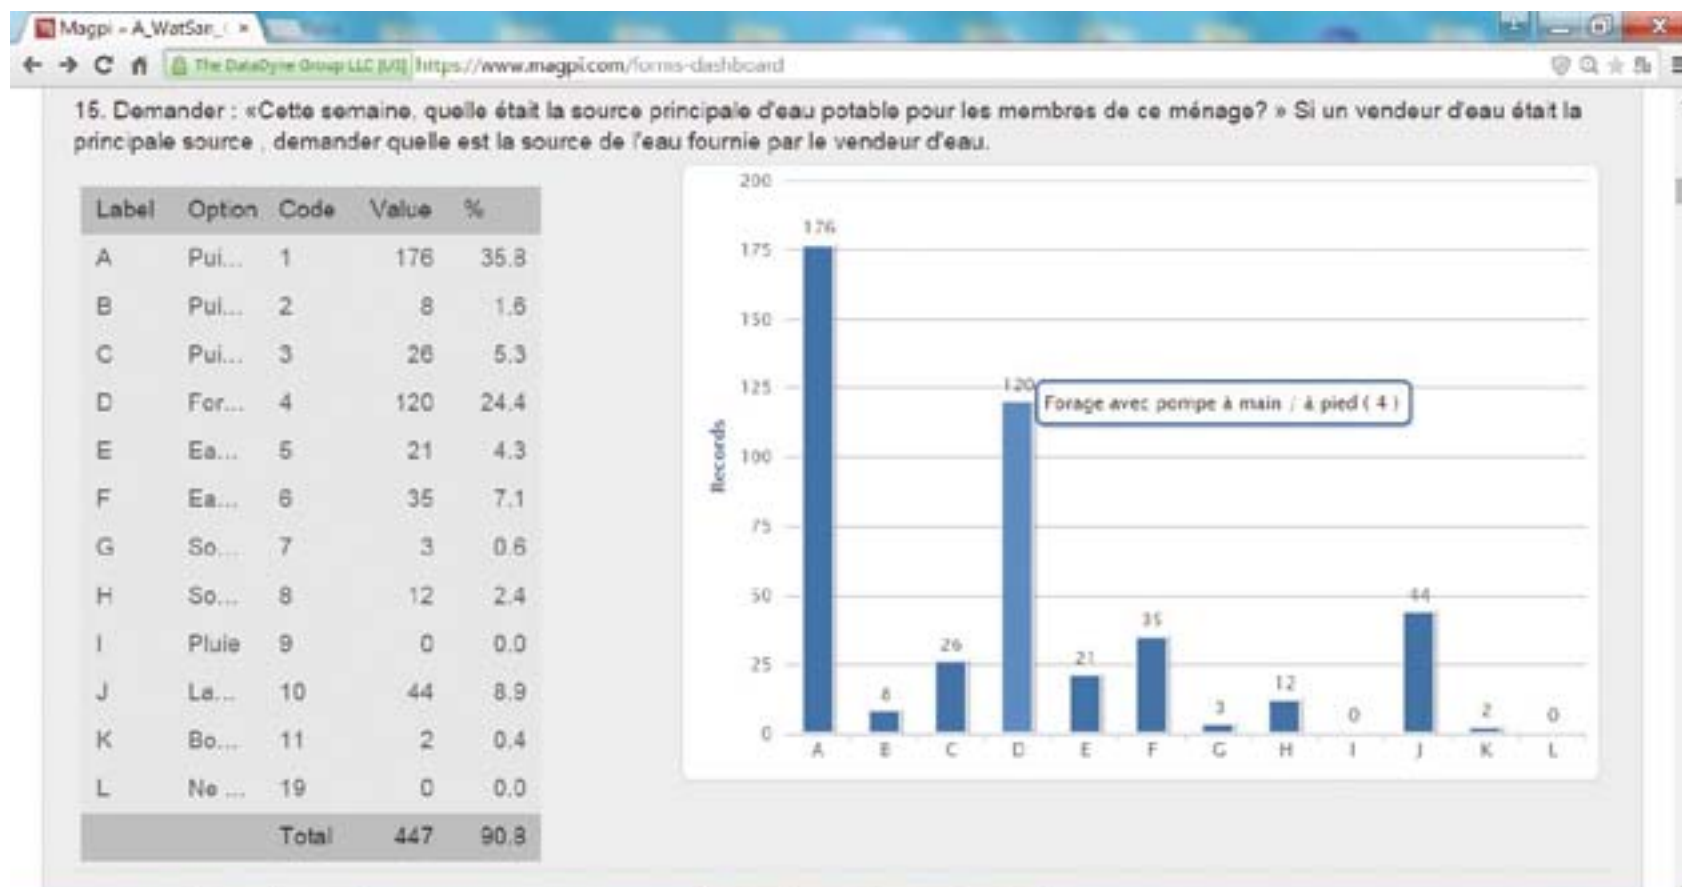 Magpi - A_WatSan_
The DataDyne Group LLC [US] https://www.magpi.com/forms-dashboard
15. Demander : «Cette semaine, quelle était la source principale d'eau potable pour les membres de ce ménage? » Si un vendeur d'eau était la
principale source , demander quelle est la source de l'eau fournie par le vendeur d'eau.
Label Option Code Value %
A Pui... 1 176 35.8
B Pui... 2 8 1.6
C Pui... 3 26 5.3
D For... 4 120 24.4
E Ea... 5 21 4.3
F Ea... 6 35 7.1
G So... 7 3 0.6
H So... 8 12 2.4
I Pluie 9 0 0.0
J La... 10 44 8.9
K Bo... 11 2 0.4
L Ne ... 19 0 0.0
Total 447 90.8
Records
200
175
150
125
100
75
50
25
0
176
8
26
120
21
35
3
12
0
44
2
0
Forage avec pompe à main / à pied ( 4 )
A B C D E F G H I J K L